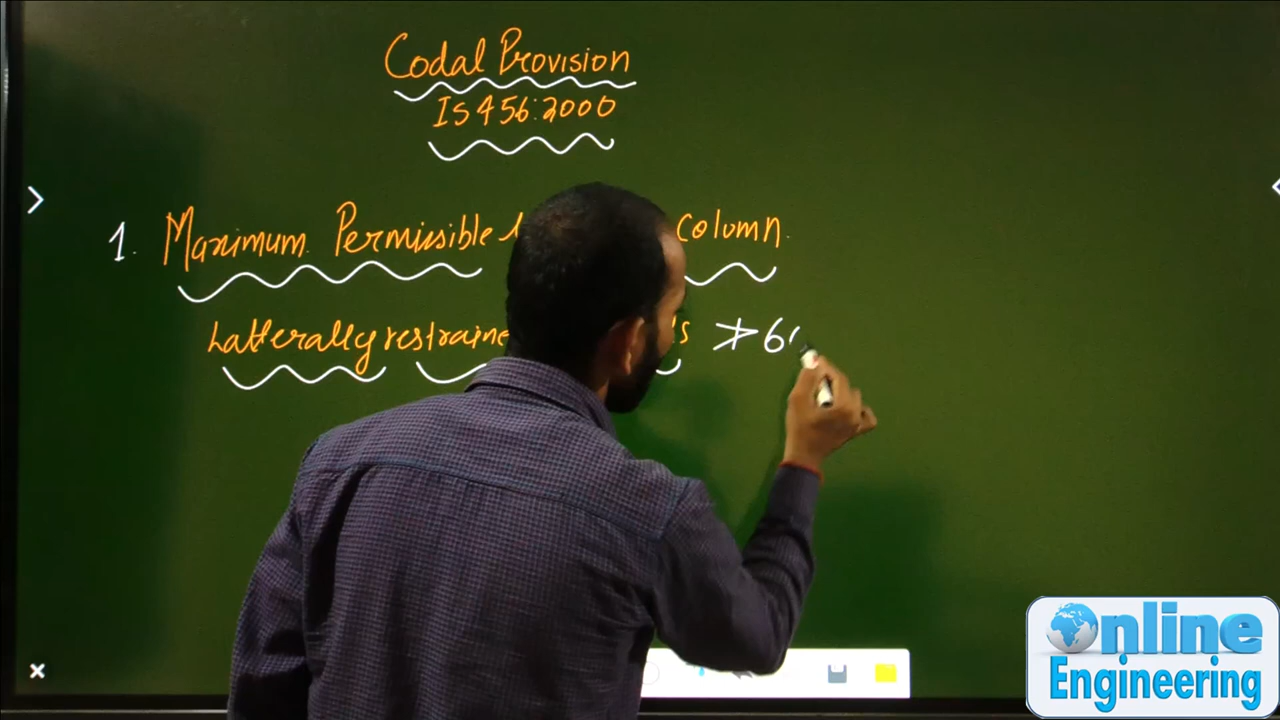 Codal Provision
IS 456:2000
1. Maximum Permissible column.
Latterally restraine s ≯ 6
Online
Engineering